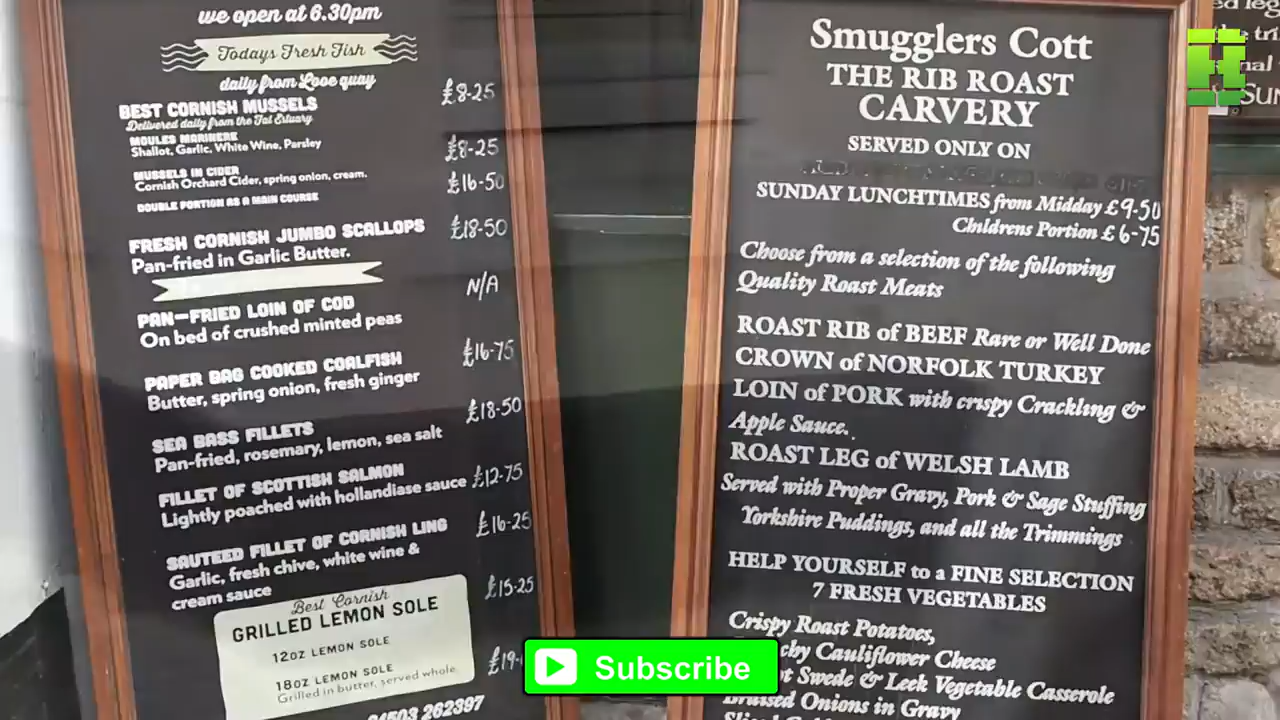 we open at 6.30pm
Todays Fresh Fish
daily from Looe quay
BEST CORNISH MUSSELS £8-25
Delivered daily from the Fal Estuary
MOULES MARINERE
Shallot, Garlic, White Wine, Parsley £8-25
MUSSELS IN CIDER
Cornish Orchard Cider, spring onion, cream. £16-50
DOUBLE PORTION AS A MAIN COURSE
FRESH CORNISH JUMBO SCALLOPS £18-50
Pan-fried in Garlic Butter.
N/A
PAN-FRIED LOIN OF COD
On bed of crushed minted peas
PAPER BAG COOKED COALFISH £16-75
Butter, spring onion, fresh ginger
SEA BASS FILLETS £18-50
Pan-fried, rosemary, lemon, sea salt
FILLET OF SCOTTISH SALMON
Lightly poached with hollandiase sauce £12-75
SAUTEED FILLET OF CORNISH LING £16-25
Garlic, fresh chive, white wine &
cream sauce
Best Cornish
GRILLED LEMON SOLE
12OZ LEMON SOLE £15-25
18OZ LEMON SOLE £19-
Grilled in butter, served whole
01503 262397
Smugglers Cott
THE RIB ROAST
CARVERY
SERVED ONLY ON
SUNDAY LUNCHTIMES from Midday £9-50
Childrens Portion £6-75
Choose from a selection of the following
Quality Roast Meats
ROAST RIB of BEEF Rare or Well Done
CROWN of NORFOLK TURKEY
LOIN of PORK with crispy Crackling &
Apple Sauce.
ROAST LEG of WELSH LAMB
Served with Proper Gravy, Pork & Sage Stuffing
Yorkshire Puddings, and all the Trimmings
HELP YOURSELF to a FINE SELECTION
7 FRESH VEGETABLES
Crispy Roast Potatoes,
Cauliflower Cheese
Swede & Leek Vegetable Casserole
Braised Onions in Gravy
Subscribe